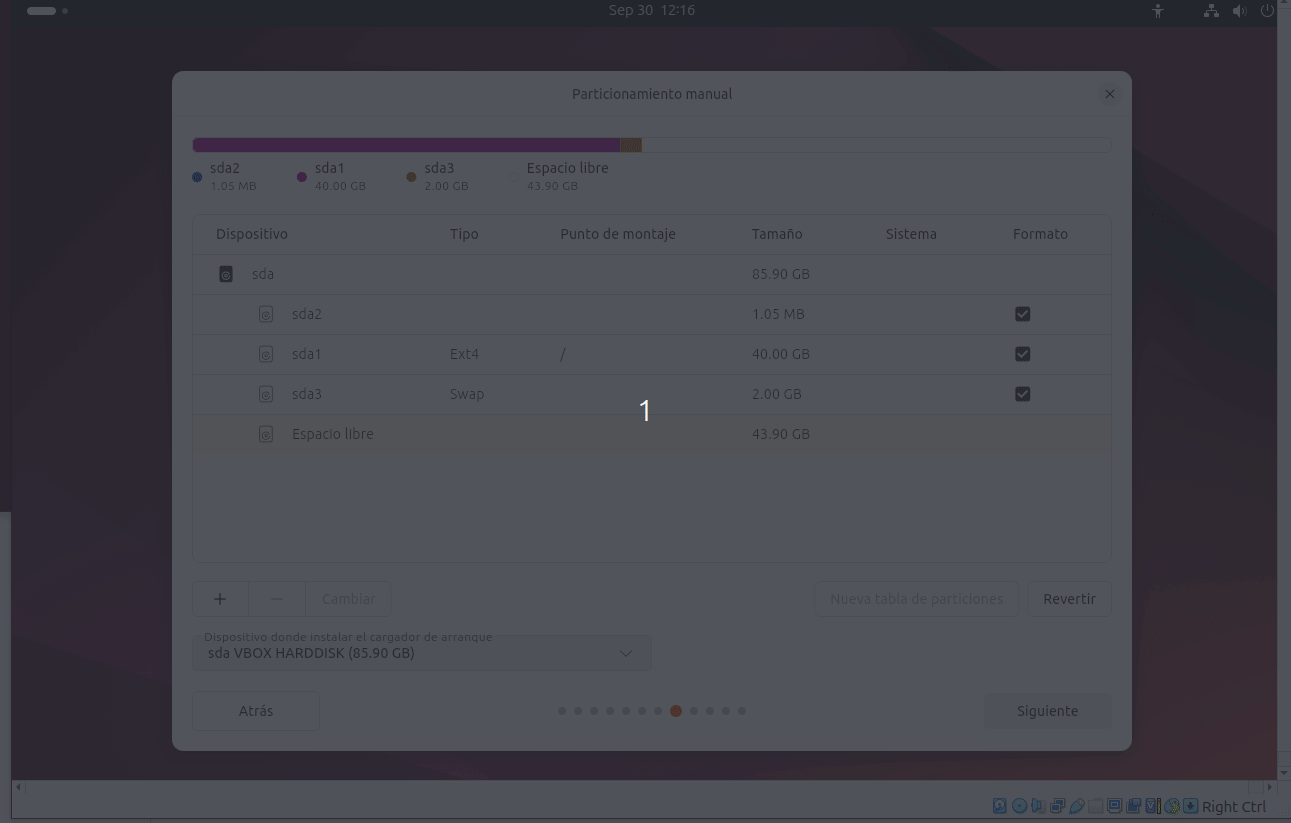 Sep 30 12:16
Particionamiento manual
sda2 sda1 sda3 Espacio libre
1.05 MB 40.00 GB 2.00 GB 43.90 GB
Dispositivo Tipo Punto de montaje Tamaño Sistema Formato
sda 85.90 GB
sda2 1.05 MB
sda1 Ext4 / 40.00 GB
sda3 Swap 2.00 GB
1
Espacio libre 43.90 GB
+ − Cambiar Nueva tabla de particiones Revertir
Dispositivo donde instalar el cargador de arranque
sda VBOX HARDDISK (85.90 GB)
Atrás Siguiente
Right Ctrl